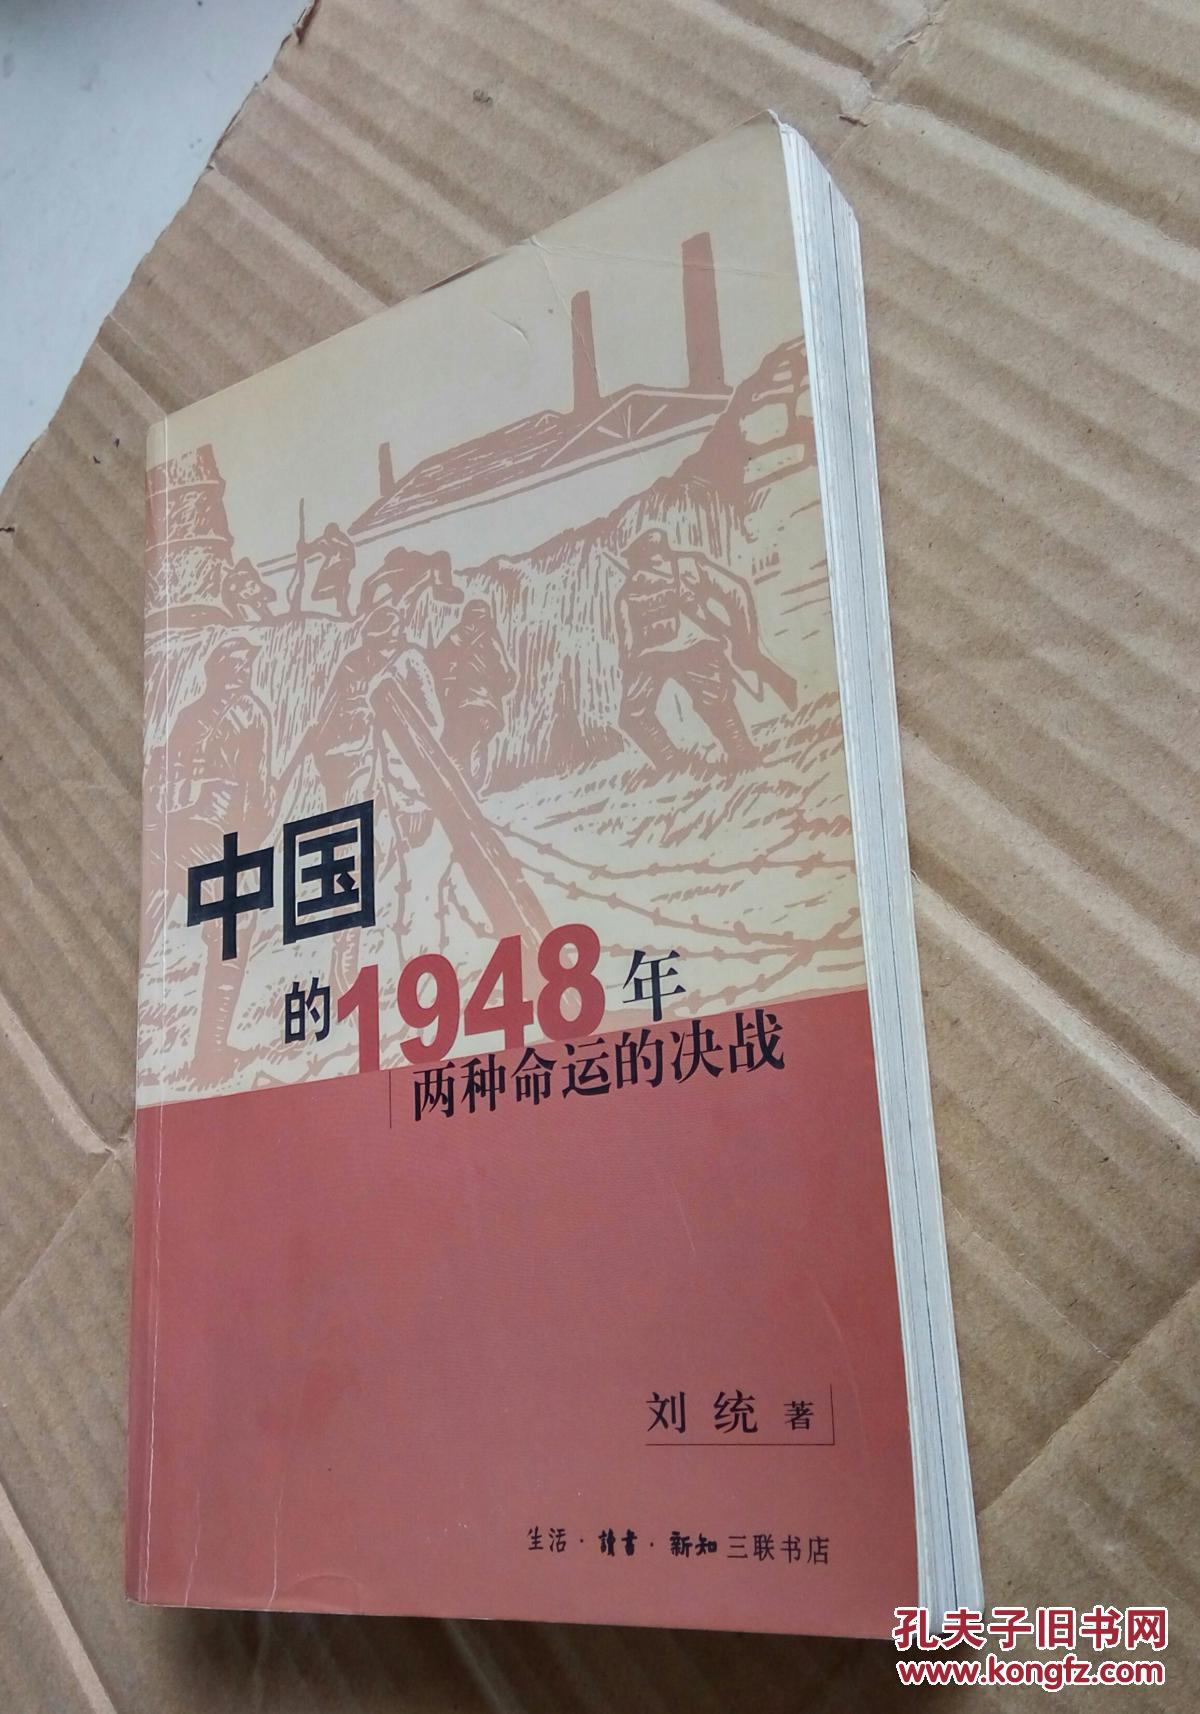 中国
的1948年
两种命运的决战
刘统 著
生活·讀書·新知三联书店
孔夫子旧书网
www.kongfz.com